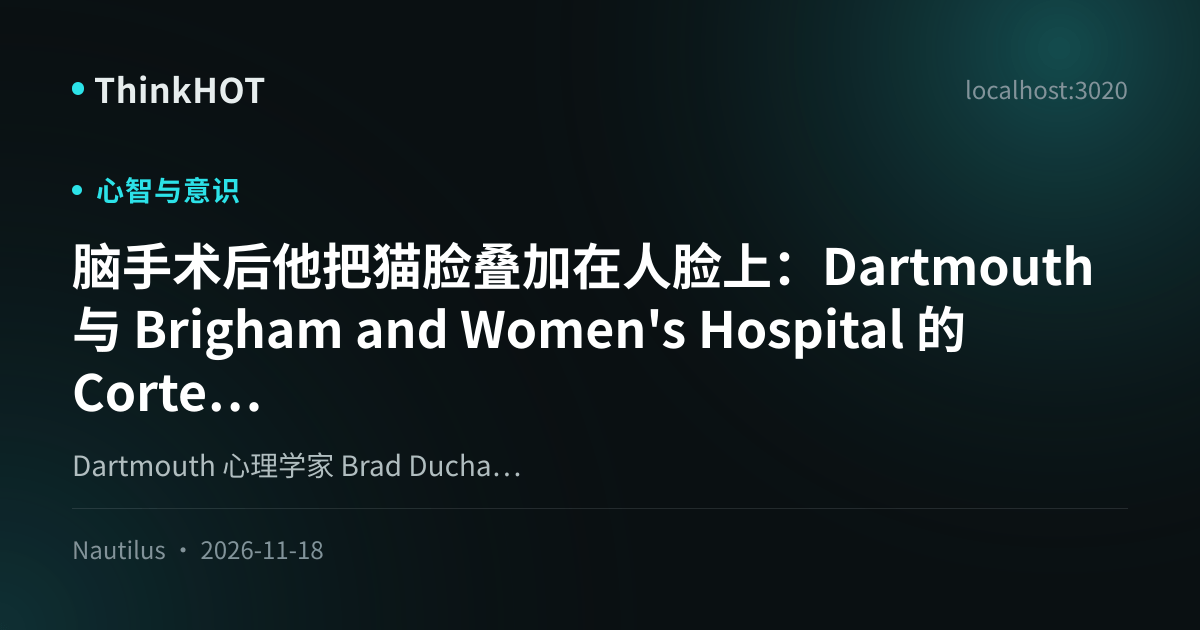 ThinkHOT
localhost:3020
心智与意识
脑手术后他把猫脸叠加在人脸上：Dartmouth
与 Brigham and Women's Hospital 的
Corte…
Dartmouth 心理学家 Brad Ducha…
Nautilus · 2026-11-18